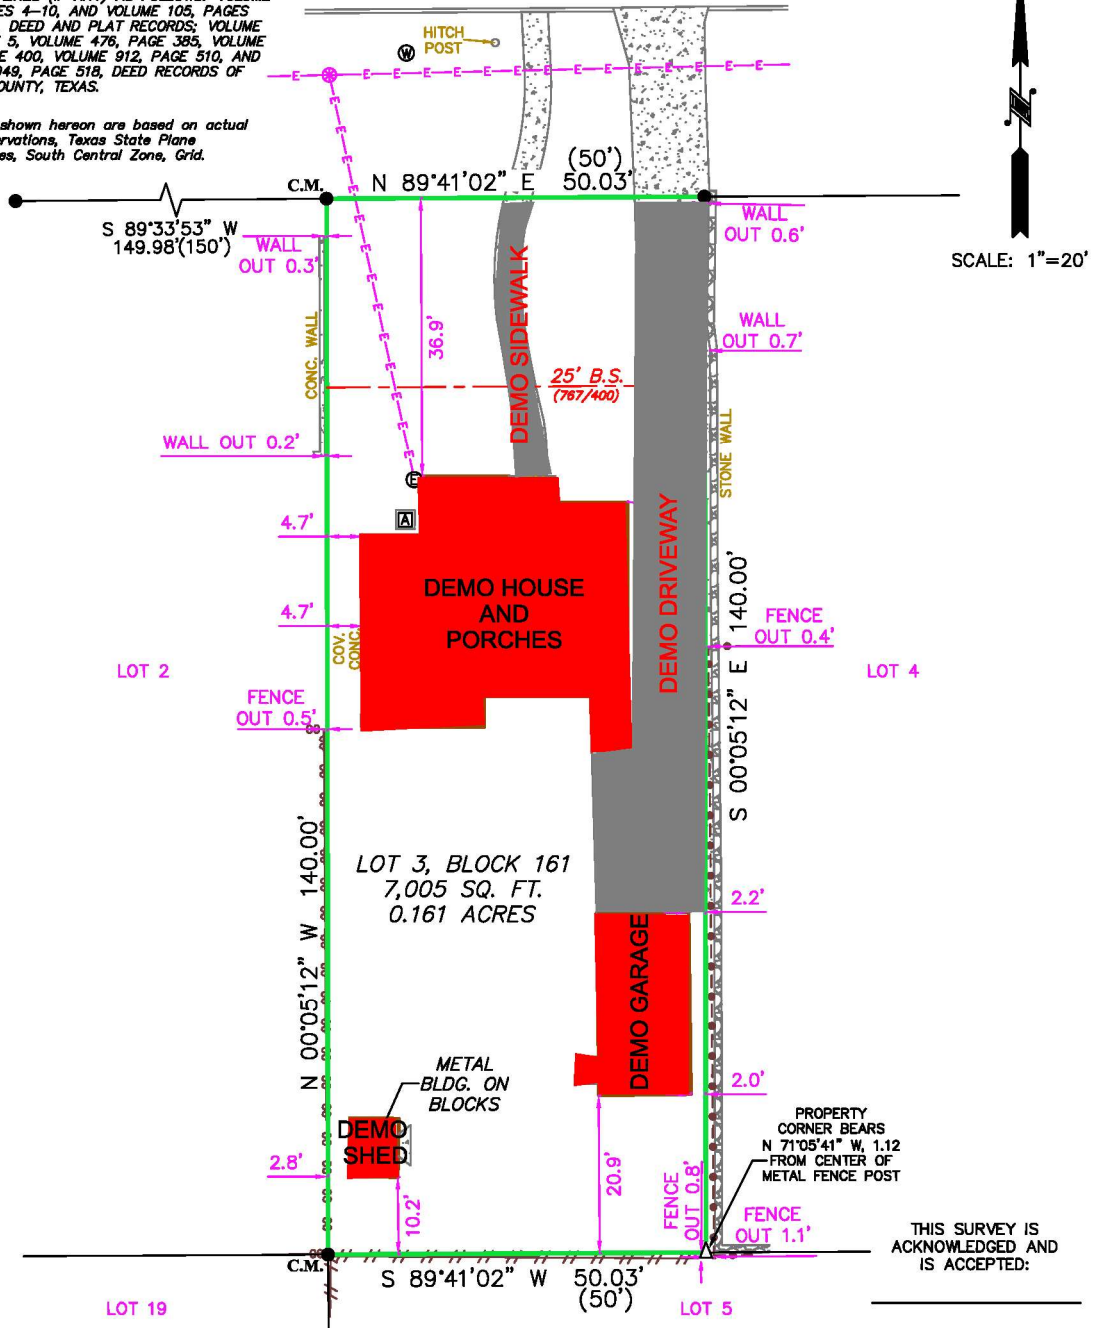 ES 4-10, AND VOLUME 105, PAGES
DEED AND PLAT RECORDS; VOLUME
5, VOLUME 476, PAGE 385, VOLUME
E 400, VOLUME 912, PAGE 510, AND
049, PAGE 518, DEED RECORDS OF
OUNTY, TEXAS.
shown hereon are based on actual
rvations, Texas State Plane
es, South Central Zone, Grid.
HITCH
POST
W
E E E E E E E E E E
C.M.
(50')
N 89°41'02" E 50.03'
S 89°33'53" W
149.98'(150')
WALL
OUT 0.3'
WALL
OUT 0.6'
SCALE: 1"=20'
WALL
OUT 0.7'
CONC. WALL
36.9'
DEMO SIDEWALK
25' B.S.
(767/400)
WALL OUT 0.2'
STONE WALL
E
A
4.7'
DEMO HOUSE
AND
PORCHES
DEMO DRIVEWAY
4.7'
COV.
CONC.
FENCE
OUT 0.4'
S 00°05'12" E 140.00'
LOT 2
LOT 4
FENCE
OUT 0.5'
N 00°05'12" W 140.00'
LOT 3, BLOCK 161
7,005 SQ. FT.
0.161 ACRES
2.2'
DEMO GARAGE
METAL
BLDG. ON
BLOCKS
2.0'
DEMO
SHED
PROPERTY
CORNER BEARS
N 71°05'41" W, 1.12
FROM CENTER OF
METAL FENCE POST
2.8'
10.2'
20.9'
FENCE
OUT 0.8'
FENCE
OUT 1.1'
THIS SURVEY IS
ACKNOWLEDGED AND
IS ACCEPTED:
C.M.
S 89°41'02" W 50.03'
(50')
LOT 19
LOT 5